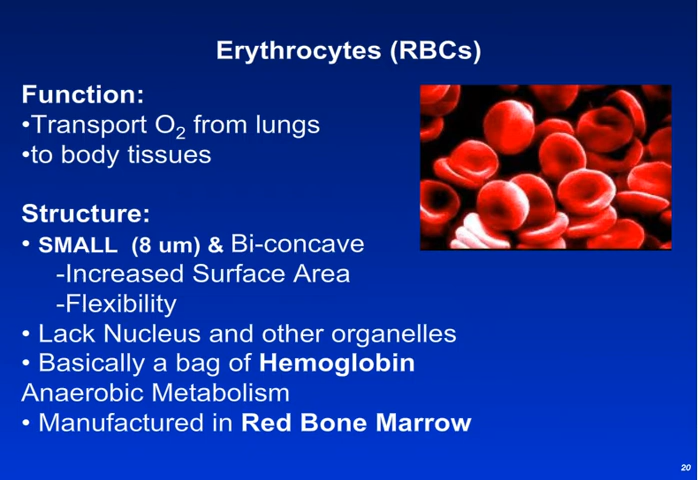 Erythrocytes (RBCs)
Function:
•Transport O₂ from lungs
•to body tissues
Structure:
• SMALL (8 um) & Bi-concave
-Increased Surface Area
-Flexibility
• Lack Nucleus and other organelles
• Basically a bag of Hemoglobin
Anaerobic Metabolism
• Manufactured in Red Bone Marrow
20